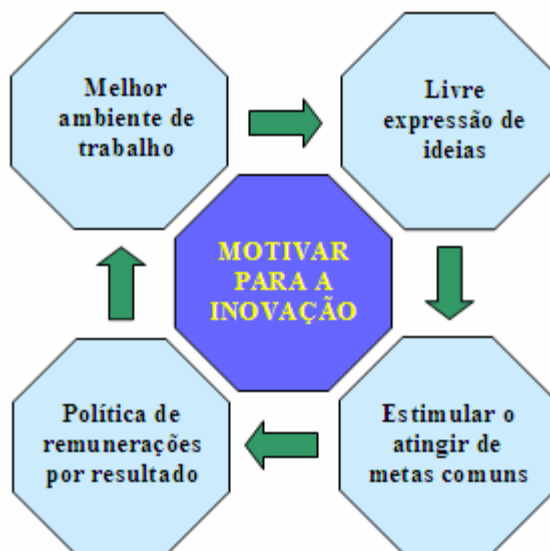 Melhor
ambiente de
trabalho
Livre
expressão de
ideias
MOTIVAR
PARA A
INOVAÇÃO
Política de
remunerações
por resultado
Estimular o
atingir de
metas comuns